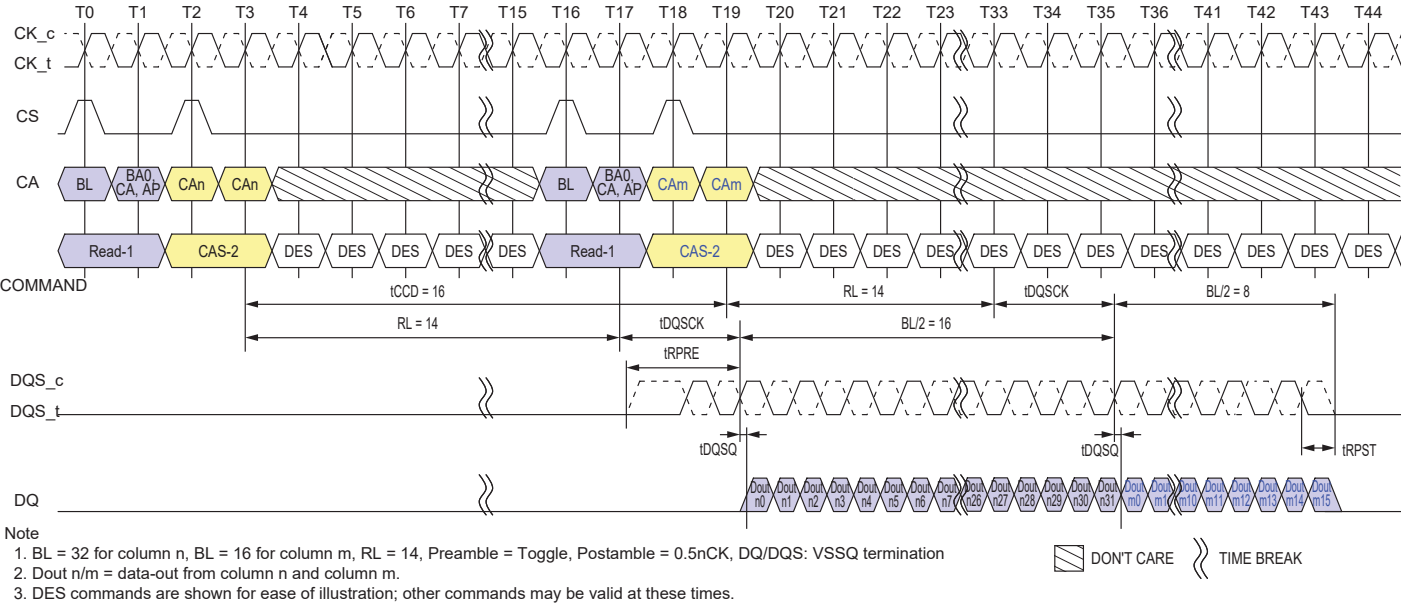 T0 T1 T2 T3 T4 T5 T6 T7 T15 T16 T17 T18 T19 T20 T21 T22 T23 T33 T34 T35 T36 T41 T42 T43 T44
CK_c
CK_t
CS
CA
BL BA0, CA, AP CAn CAn BL BA0, CA, AP CAm CAm
Read-1 CAS-2 DES DES DES DES DES Read-1 CAS-2 DES DES DES DES DES DES DES DES DES DES DES DES
COMMAND
tCCD = 16 RL = 14 tDQSCK BL/2 = 8
RL = 14 tDQSCK BL/2 = 16
tRPRE
DQS_c
DQS_t
tDQSQ tDQSQ tRPST
DQ
Dout n0 Dout n1 Dout n2 Dout n3 Dout n4 Dout n5 Dout n6 Dout n7 Dout n26 Dout n27 Dout n28 Dout n29 Dout n30 Dout n31 Dout m0 Dout m1 Dout m10 Dout m11 Dout m12 Dout m13 Dout m14 Dout m15
Note
1. BL = 32 for column n, BL = 16 for column m, RL = 14, Preamble = Toggle, Postamble = 0.5nCK, DQ/DQS: VSSQ termination
2. Dout n/m = data-out from column n and column m.
3. DES commands are shown for ease of illustration; other commands may be valid at these times.
DON'T CARE
TIME BREAK